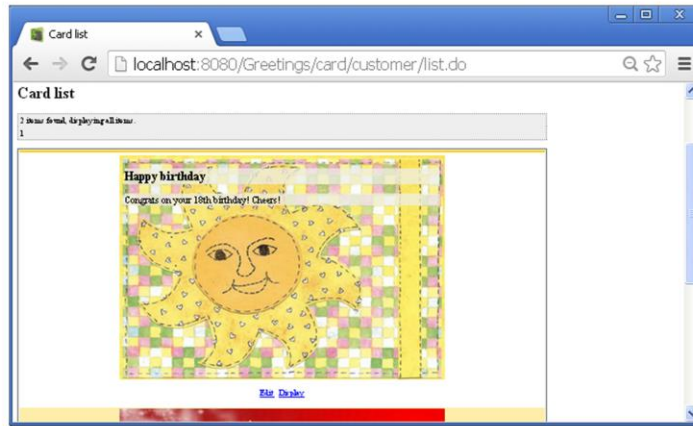 Card list
localhost:8080/Greetings/card/customer/list.do
Card list
2 items found, displaying all items.
1
Happy birthday
Congrats on your 18th birthday! Cheers!
Edit Display